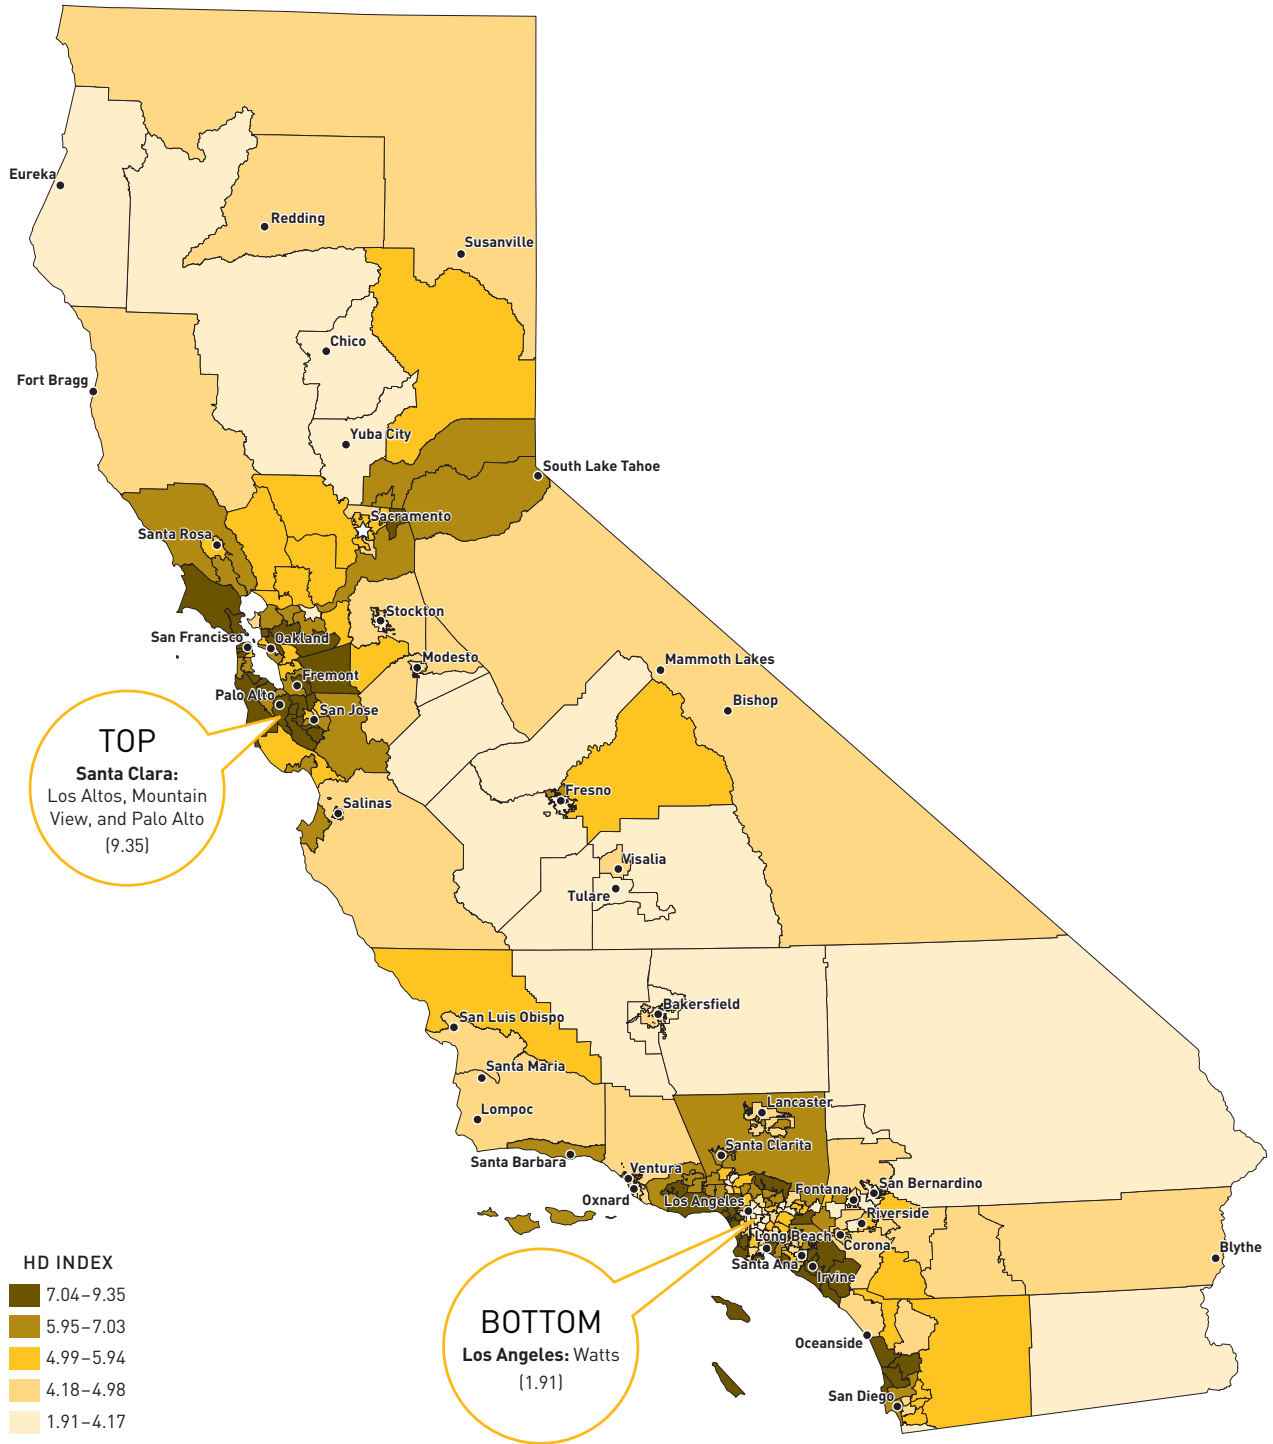 Eureka
Redding
Susanville
Chico
Fort Bragg
Yuba City
South Lake Tahoe
Sacramento
Santa Rosa
Stockton
San Francisco
Oakland
Modesto
Mammoth Lakes
Fremont
Palo Alto
Bishop
San Jose
TOP
Santa Clara:
Los Altos, Mountain
View, and Palo Alto
(9.35)
Fresno
Salinas
Visalia
Tulare
Bakersfield
San Luis Obispo
Santa Maria
Lancaster
Lompoc
Santa Clarita
Santa Barbara
Ventura
Fontana
San Bernardino
Oxnard
Los Angeles
Riverside
Long Beach
Corona
Blythe
Santa Ana
Irvine
BOTTOM
Los Angeles: Watts
(1.91)
Oceanside
San Diego
HD INDEX
7.04–9.35
5.95–7.03
4.99–5.94
4.18–4.98
1.91–4.17